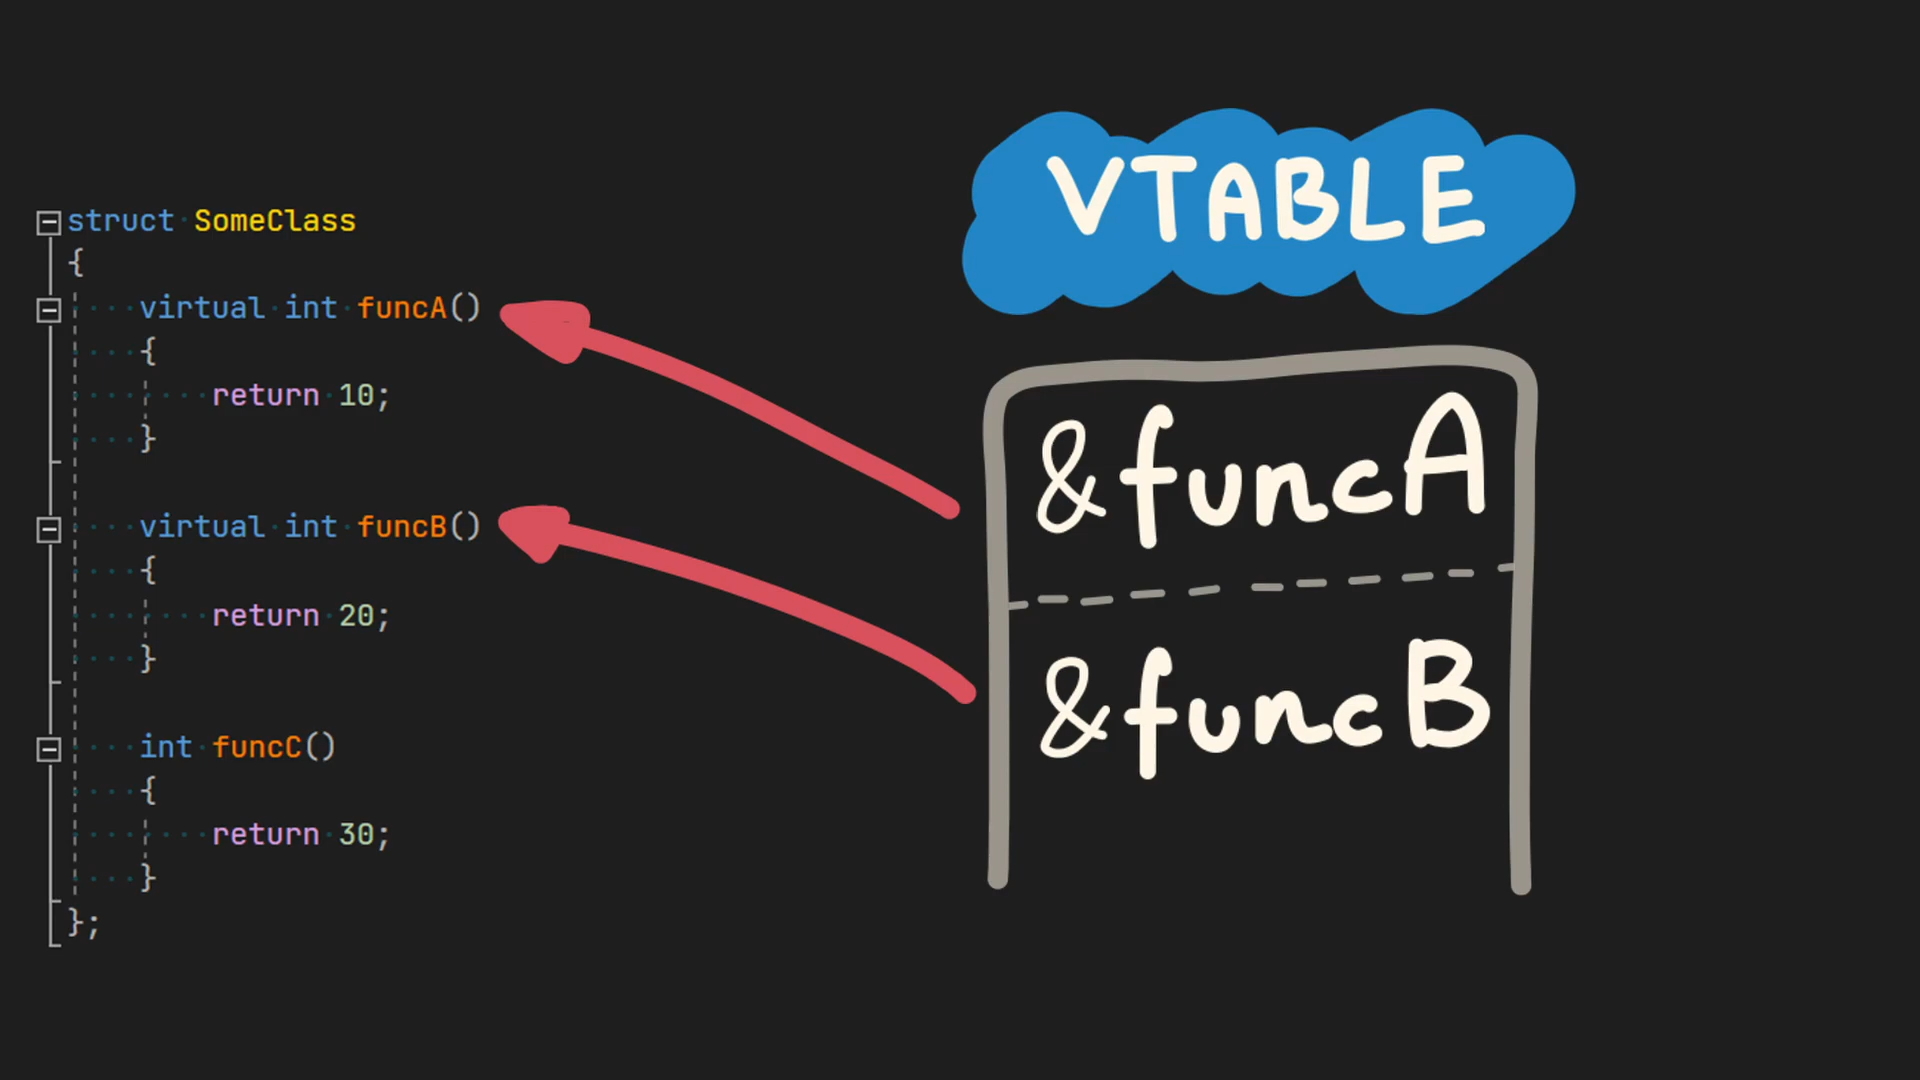 struct SomeClass
{
virtual int funcA()
{
return 10;
}
virtual int funcB()
{
return 20;
}
int funcC()
{
return 30;
}
};
VTABLE
&funcA
&funcB